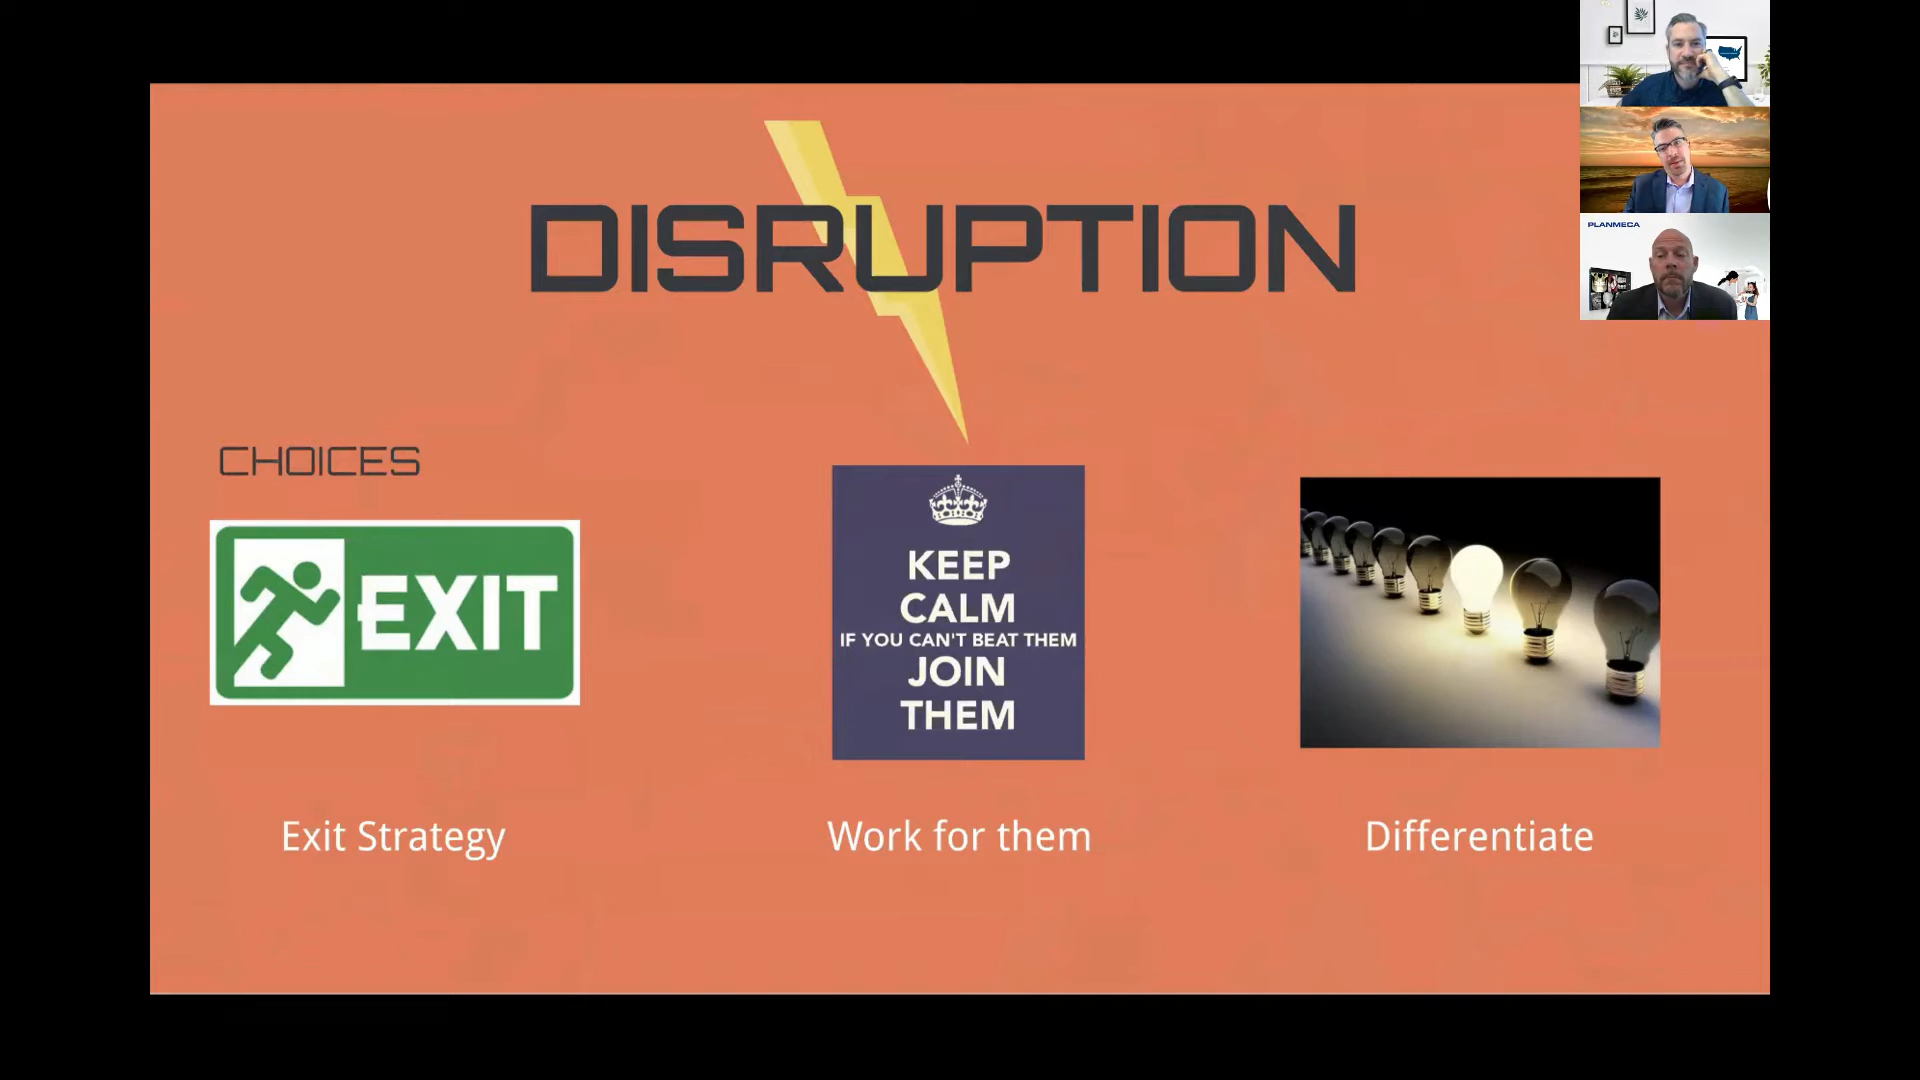 PLANMECA
DISRUPTION
CHOICES
EXIT
KEEP
CALM
IF YOU CAN'T BEAT THEM
JOIN
THEM
Exit Strategy
Work for them
Differentiate